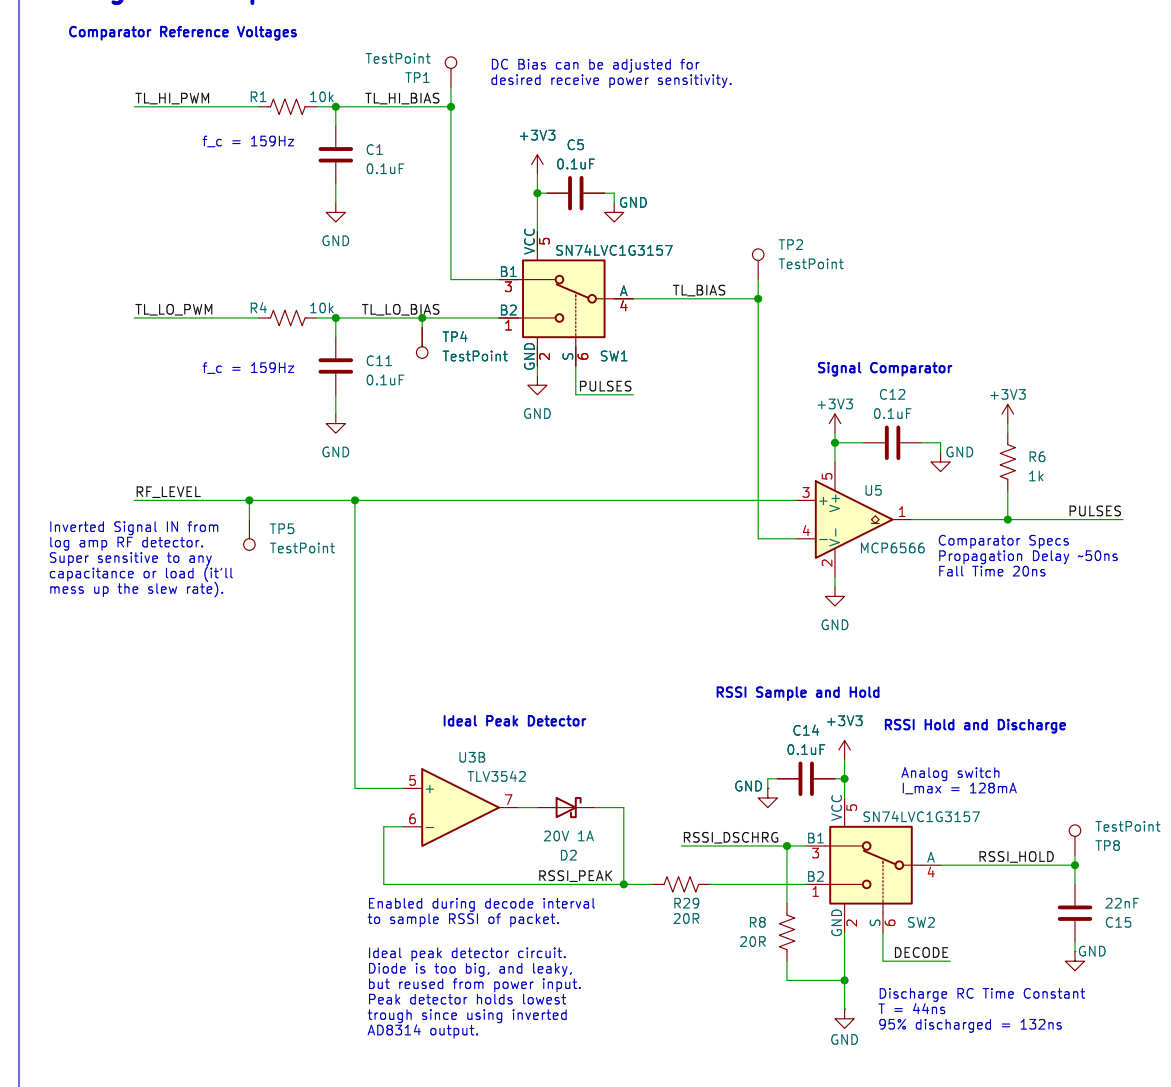 Comparator Reference Voltages
TestPoint
TP1
DC Bias can be adjusted for
desired receive power sensitivity.
TL_HI_PWM
R1
10k
TL_HI_BIAS
f_c = 159Hz
C1
0.1uF
GND
+3V3
C5
0.1uF
GND
VCC
5
SN74LVC1G3157
B1
3
B2
1
A
4
GND
2
S
6
SW1
GND
PULSES
TL_BIAS
TP2
TestPoint
TL_LO_PWM
R4
10k
TL_LO_BIAS
TP4
TestPoint
f_c = 159Hz
C11
0.1uF
GND
Signal Comparator
+3V3
C12
0.1uF
GND
+3V3
R6
1k
RF_LEVEL
3
+
5
V+
U5
1
PULSES
4
−
V-
2
MCP6566
GND
TP5
TestPoint
Inverted Signal IN from
log amp RF detector.
Super sensitive to any
capacitance or load (it'll
mess up the slew rate).
Comparator Specs
Propagation Delay ~50ns
Fall Time 20ns
RSSI Sample and Hold
Ideal Peak Detector
RSSI Hold and Discharge
U3B
TLV3542
5
+
6
−
7
20V 1A
D2
RSSI_PEAK
R29
20R
Enabled during decode interval
to sample RSSI of packet.
Ideal peak detector circuit.
Diode is too big, and leaky,
but reused from power input.
Peak detector holds lowest
trough since using inverted
AD8314 output.
C14
0.1uF
+3V3
GND
Analog switch
I_max = 128mA
VCC
5
SN74LVC1G3157
RSSI_DSCHRG
B1
3
B2
1
A
4
RSSI_HOLD
TestPoint
TP8
GND
2
S
6
SW2
R8
20R
DECODE
22nF
C15
GND
GND
Discharge RC Time Constant
T = 44ns
95% discharged = 132ns